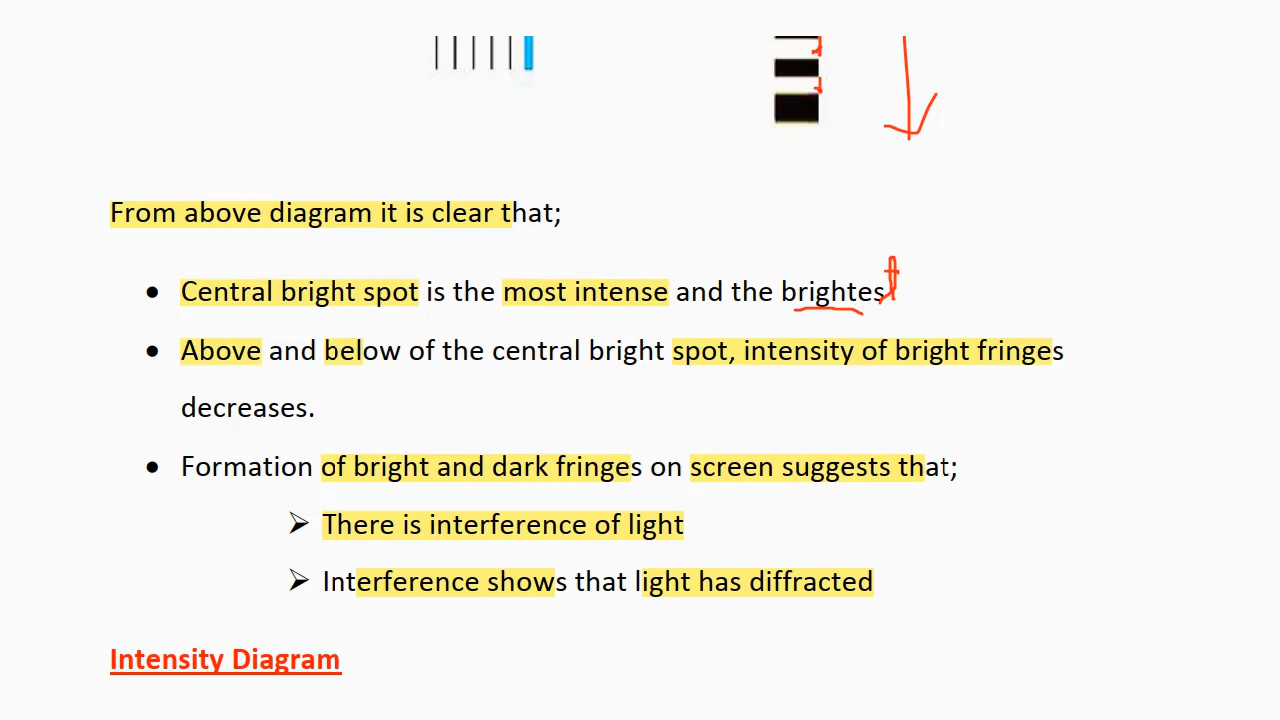 From above diagram it is clear that;
• Central bright spot is the most intense and the brightest
• Above and below of the central bright spot, intensity of bright fringes
decreases.
• Formation of bright and dark fringes on screen suggests that;
➢ There is interference of light
➢ Interference shows that light has diffracted
Intensity Diagram